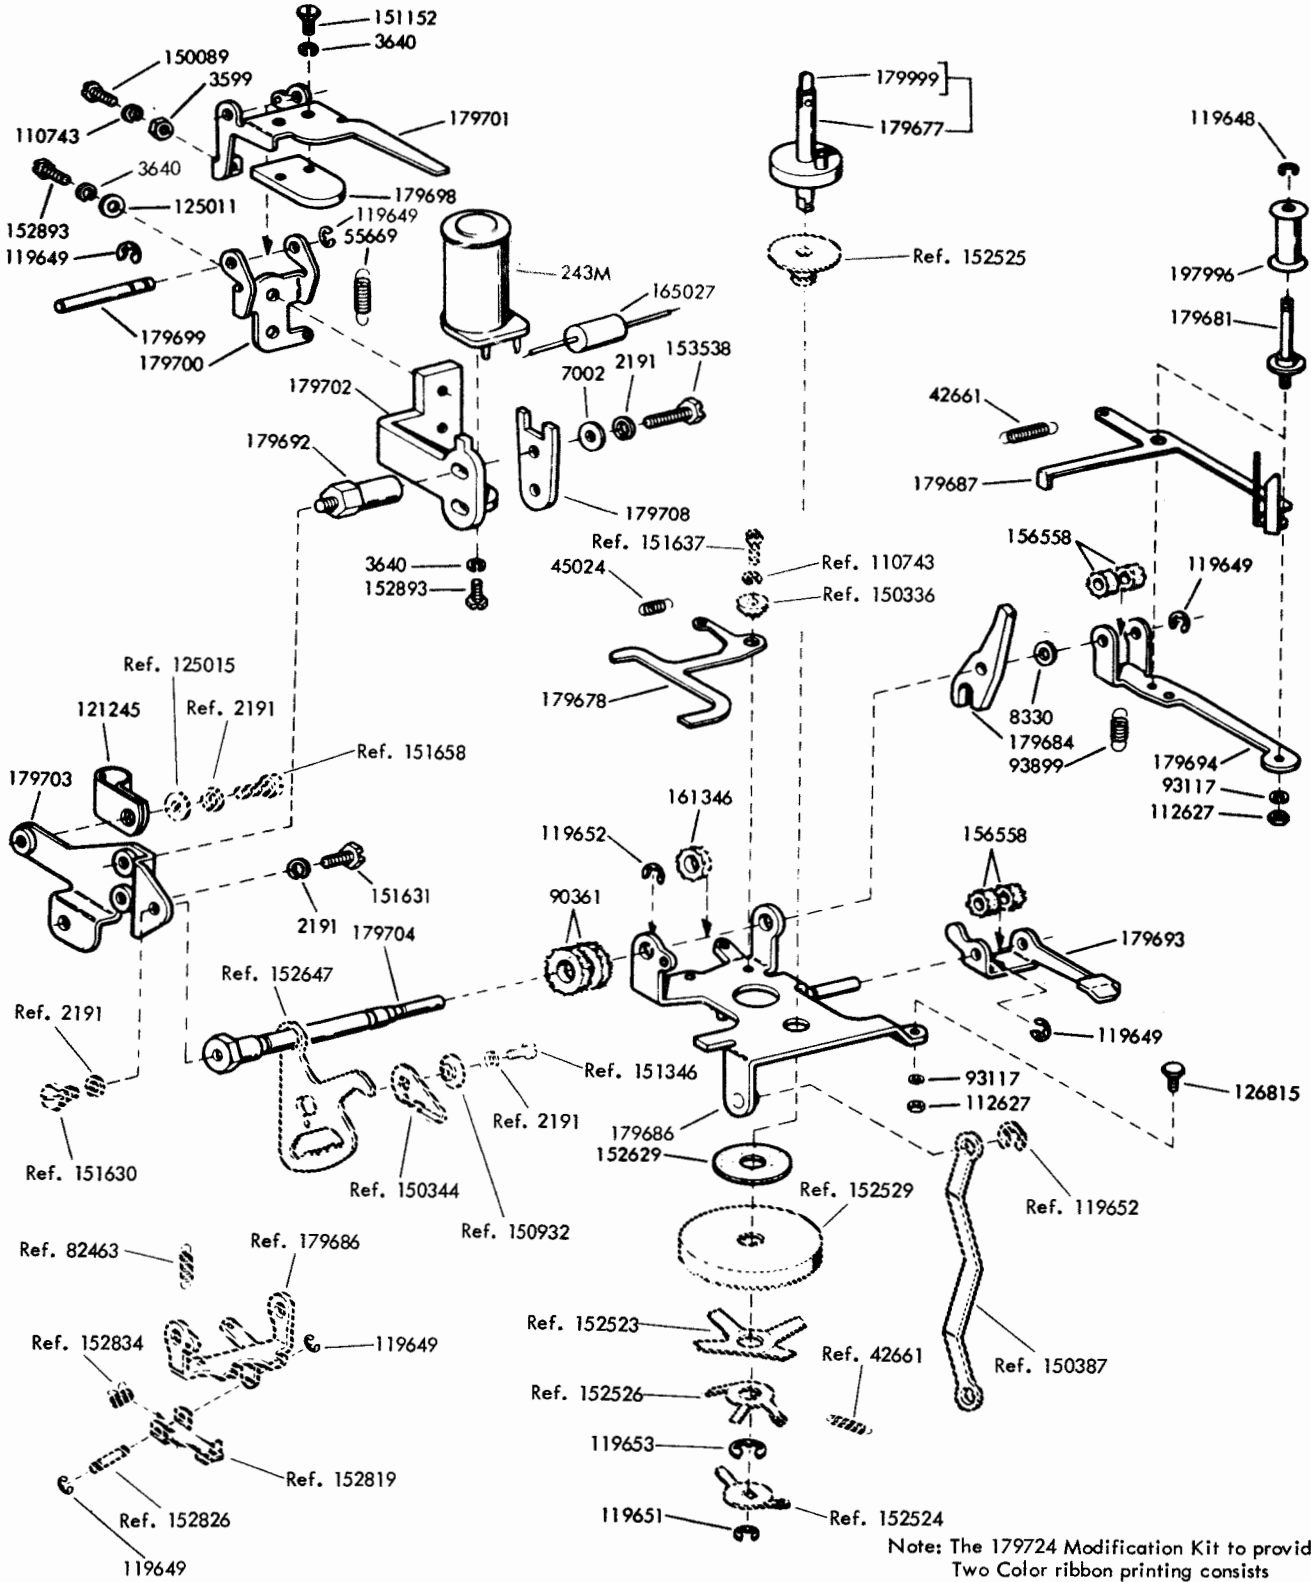 151152
3640
150089
3599
179999
179677
110743
179701
119648
3640
179698
125011
119649
152893
55669
119649
243M
Ref. 152525
165027
197996
179699
179681
179700
153538
2191
7002
179702
42661
179692
179687
179708
Ref. 151637
156558
3640
45024
Ref. 110743
119649
152893
Ref. 150336
Ref. 125015
121245
Ref. 2191
179678
8330
Ref. 151658
179684
93899
179694
179703
93117
161346
112627
119652
156558
151631
90361
2191
179704
179693
Ref. 152647
Ref. 2191
119649
Ref. 151346
93117
126815
112627
Ref. 2191
179686
152629
Ref. 151630
Ref. 150344
Ref. 152529
Ref. 119652
Ref. 150932
Ref. 82463
Ref. 179686
Ref. 152523
Ref. 152834
119649
Ref. 42661
Ref. 150387
Ref. 152526
119653
Ref. 152819
119651
Ref. 152826
Ref. 152524
119649
Note: The 179724 Modification Kit to provid
Two Color ribbon printing consists